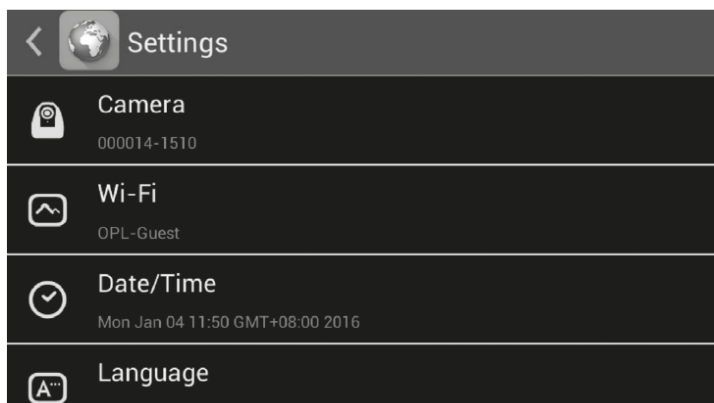 Settings
Camera
000014-1510
Wi-Fi
OPL-Guest
Date/Time
Mon Jan 04 11:50 GMT+08:00 2016
Language
A